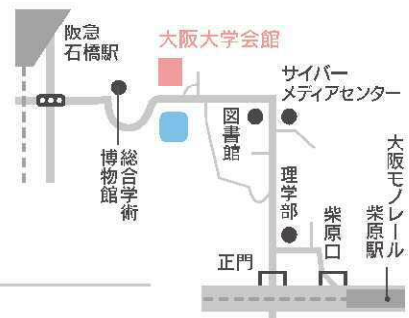 阪急
石橋駅
大阪大学会館
サイバー
メディアセンター
図書館
総合学術
博物館
理学部
柴原口
大阪モノレール
柴原駅
正門